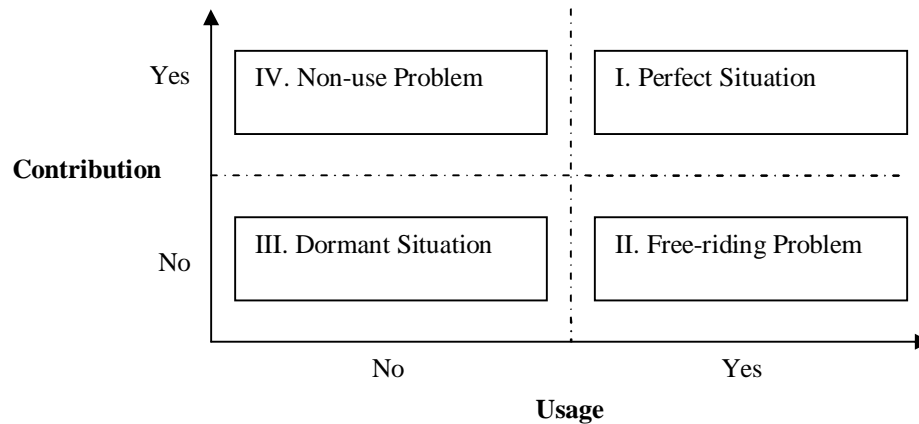 Yes
IV. Non-use Problem
I. Perfect Situation
Contribution
No
III. Dormant Situation
II. Free-riding Problem
No
Yes
Usage